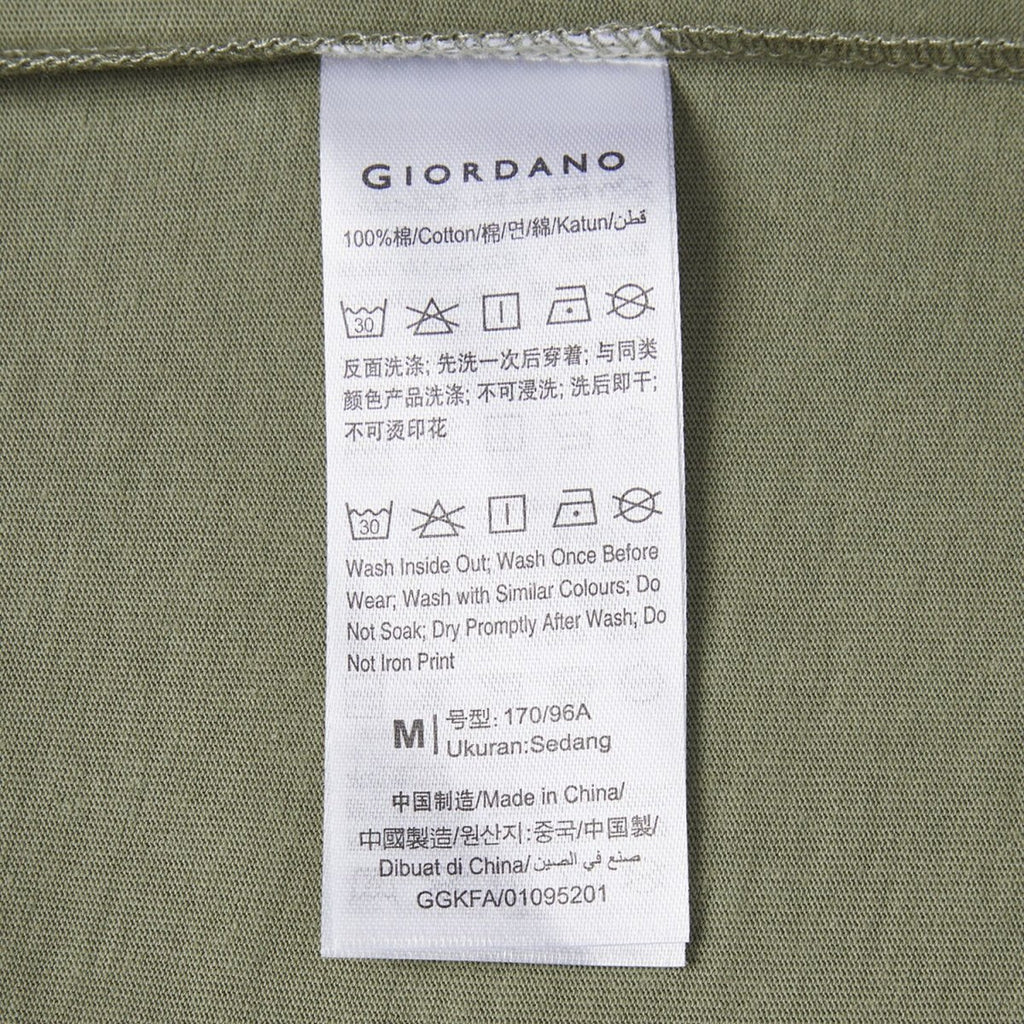 GIORDANO
100%棉/Cotton/棉/면/綿/Katun/قطن
30
反面洗涤; 先洗一次后穿着; 与同类
颜色产品洗涤; 不可浸洗; 洗后即干;
不可烫印花
30
Wash Inside Out; Wash Once Before
Wear; Wash with Similar Colours; Do
Not Soak; Dry Promptly After Wash; Do
Not Iron Print
M 号型: 170/96A
Ukuran:Sedang
中国制造/Made in China/
中國製造/원산지:중국/中国製/
Dibuat di China/صنع في الصين
GGKFA/01095201